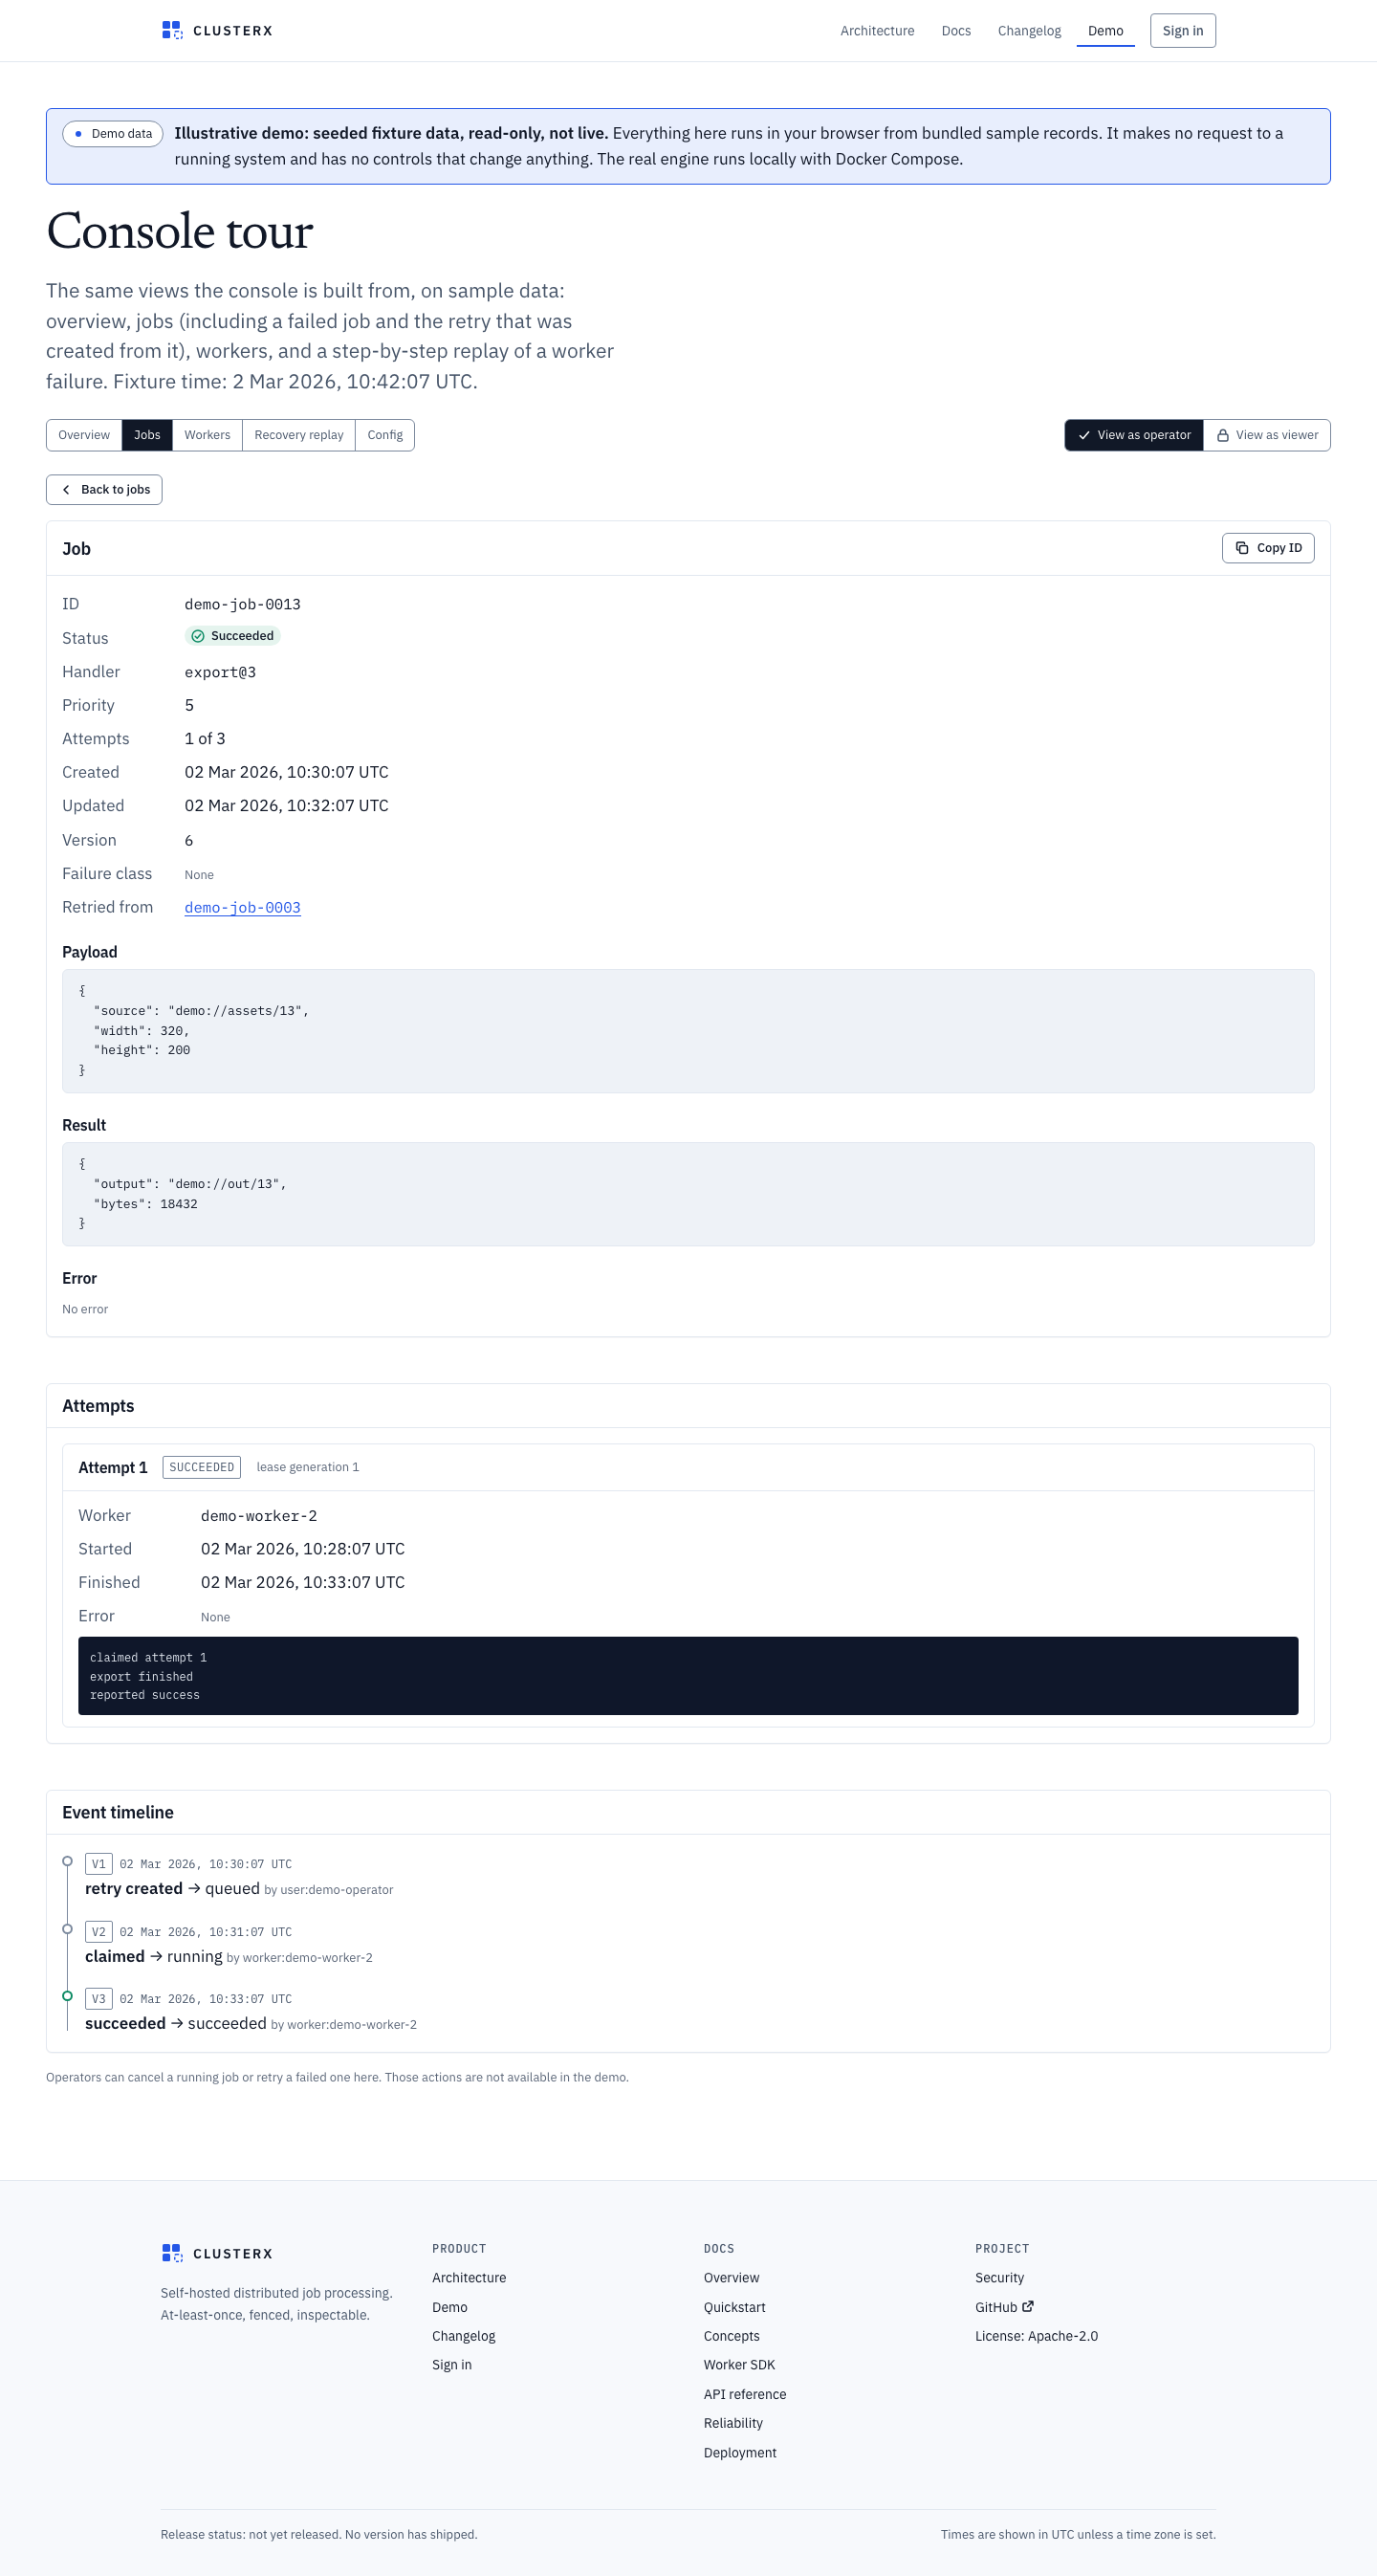 CLUSTERX
Architecture
Docs
Changelog
Demo
Sign in
Demo data
Illustrative demo: seeded fixture data, read-only, not live. Everything here runs in your browser from bundled sample records. It makes no request to a
running system and has no controls that change anything. The real engine runs locally with Docker Compose.
Console tour
The same views the console is built from, on sample data:
overview, jobs (including a failed job and the retry that was
created from it), workers, and a step-by-step replay of a worker
failure. Fixture time: 2 Mar 2026, 10:42:07 UTC.
Overview
Jobs
Workers
Recovery replay
Config
View as operator
View as viewer
Back to jobs
Job
Copy ID
ID demo-job-0013
Status Succeeded
Handler export@3
Priority 5
Attempts 1 of 3
Created 02 Mar 2026, 10:30:07 UTC
Updated 02 Mar 2026, 10:32:07 UTC
Version 6
Failure class None
Retried from demo-job-0003
Payload
{
"source": "demo://assets/13",
"width": 320,
"height": 200
}
Result
{
"output": "demo://out/13",
"bytes": 18432
}
Error
No error
Attempts
Attempt 1 SUCCEEDED lease generation 1
Worker demo-worker-2
Started 02 Mar 2026, 10:28:07 UTC
Finished 02 Mar 2026, 10:33:07 UTC
Error None
claimed attempt 1
export finished
reported success
Event timeline
V1 02 Mar 2026, 10:30:07 UTC
retry created → queued by user:demo-operator
V2 02 Mar 2026, 10:31:07 UTC
claimed → running by worker:demo-worker-2
V3 02 Mar 2026, 10:33:07 UTC
succeeded → succeeded by worker:demo-worker-2
Operators can cancel a running job or retry a failed one here. Those actions are not available in the demo.
CLUSTERX
Self-hosted distributed job processing.
At-least-once, fenced, inspectable.
PRODUCT
Architecture
Demo
Changelog
Sign in
DOCS
Overview
Quickstart
Concepts
Worker SDK
API reference
Reliability
Deployment
PROJECT
Security
GitHub
License: Apache-2.0
Release status: not yet released. No version has shipped.
Times are shown in UTC unless a time zone is set.